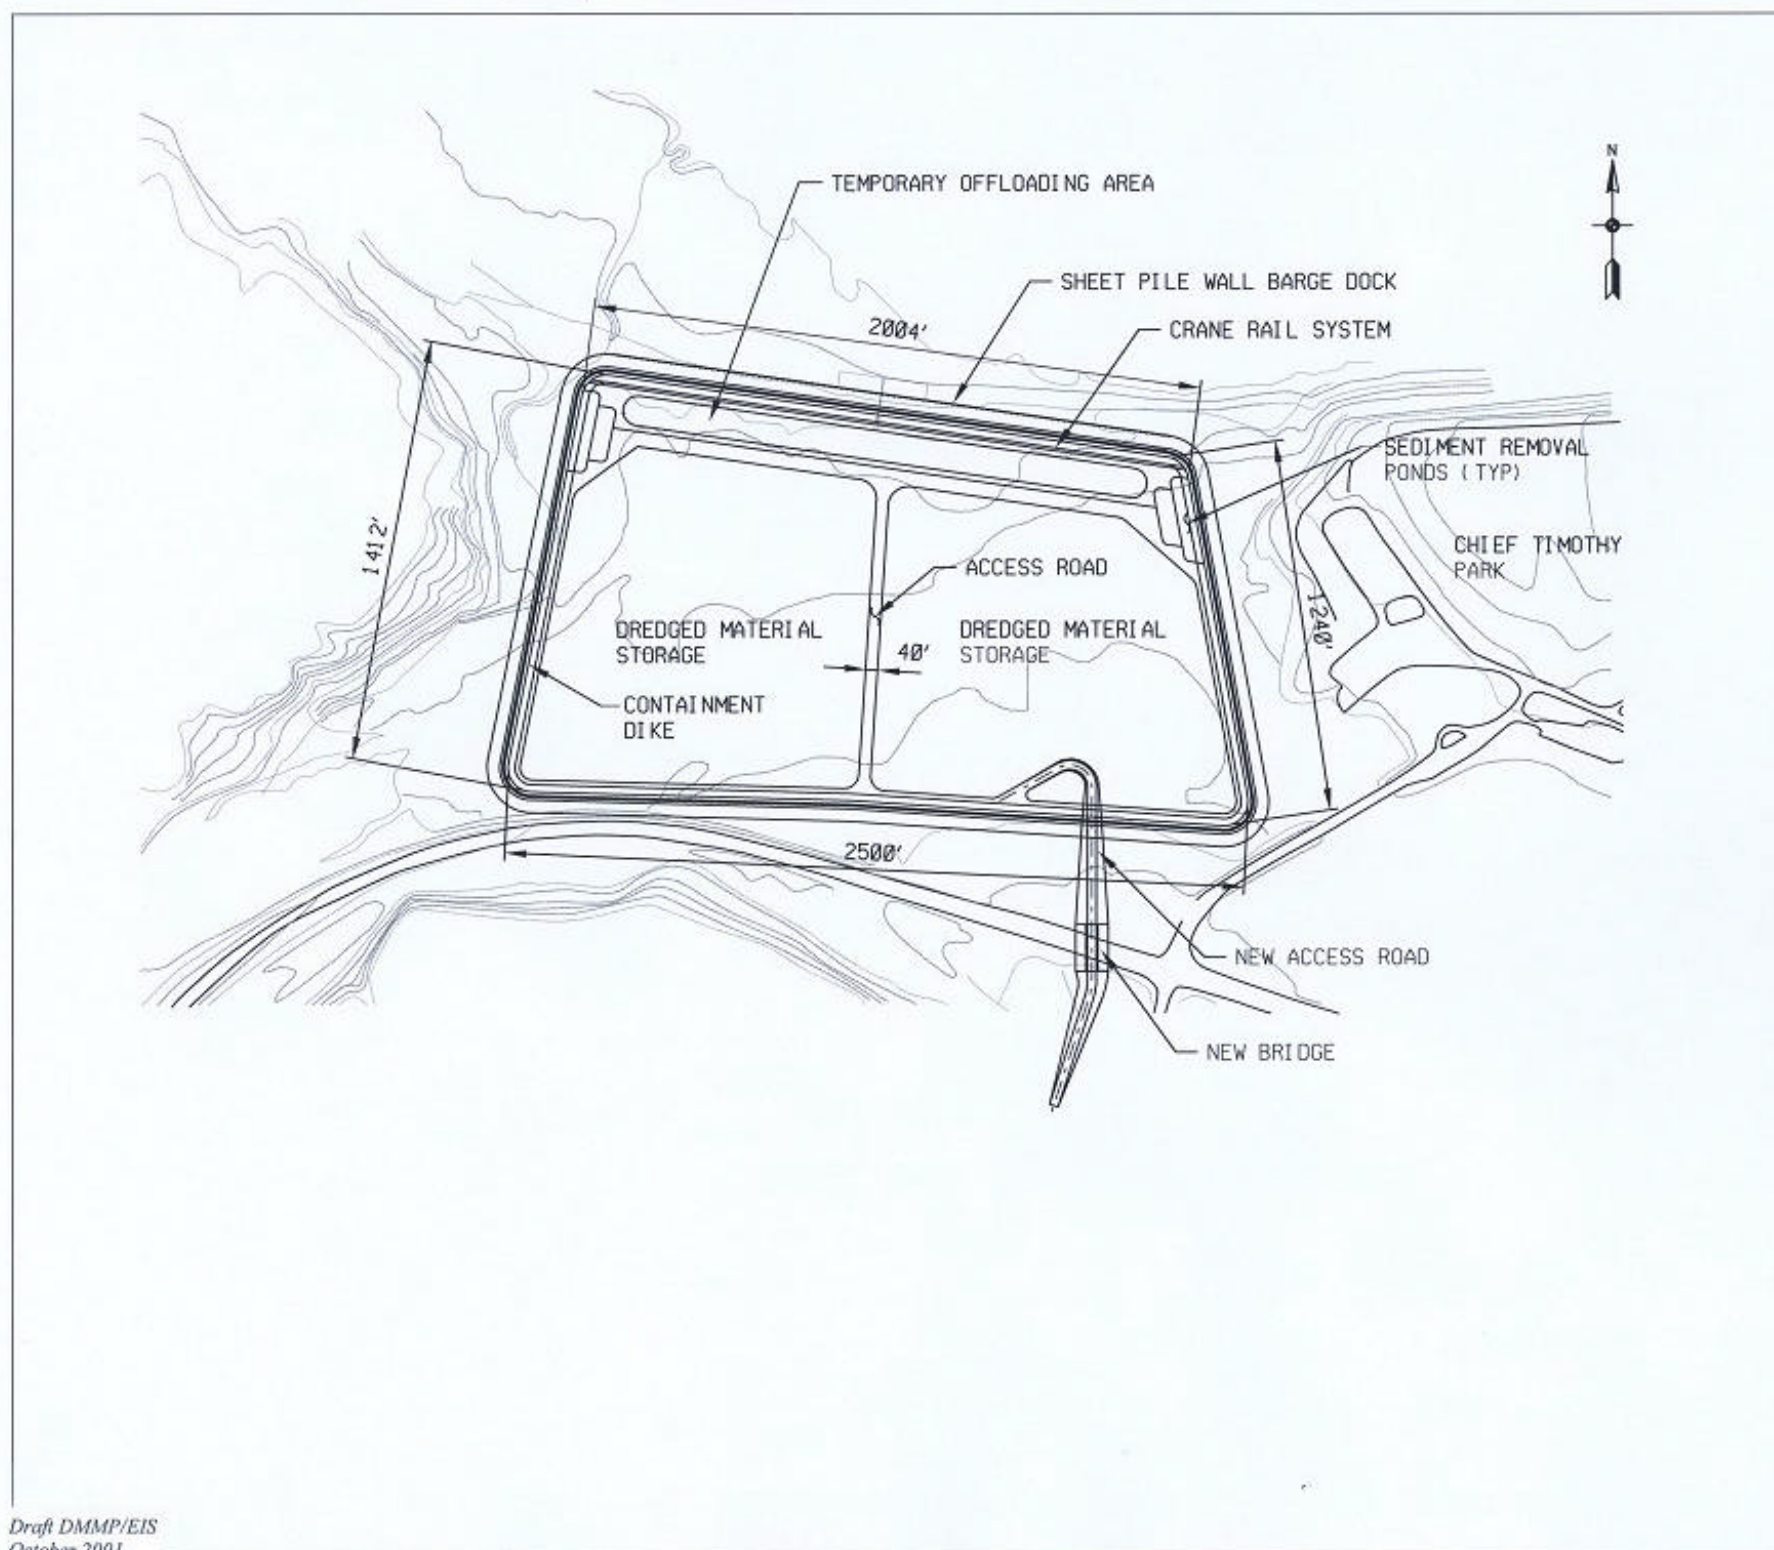 N
TEMPORARY OFFLOADING AREA
SHEET PILE WALL BARGE DOCK
2004'
CRANE RAIL SYSTEM
SEDIMENT REMOVAL
PONDS (TYP)
1412'
CHIEF TIMOTHY
PARK
ACCESS ROAD
1240'
DREDGED MATERIAL
STORAGE
DREDGED MATERIAL
STORAGE
40'
CONTAINMENT
DIKE
2500'
NEW ACCESS ROAD
NEW BRIDGE
Draft DMMP/EIS
October 2001